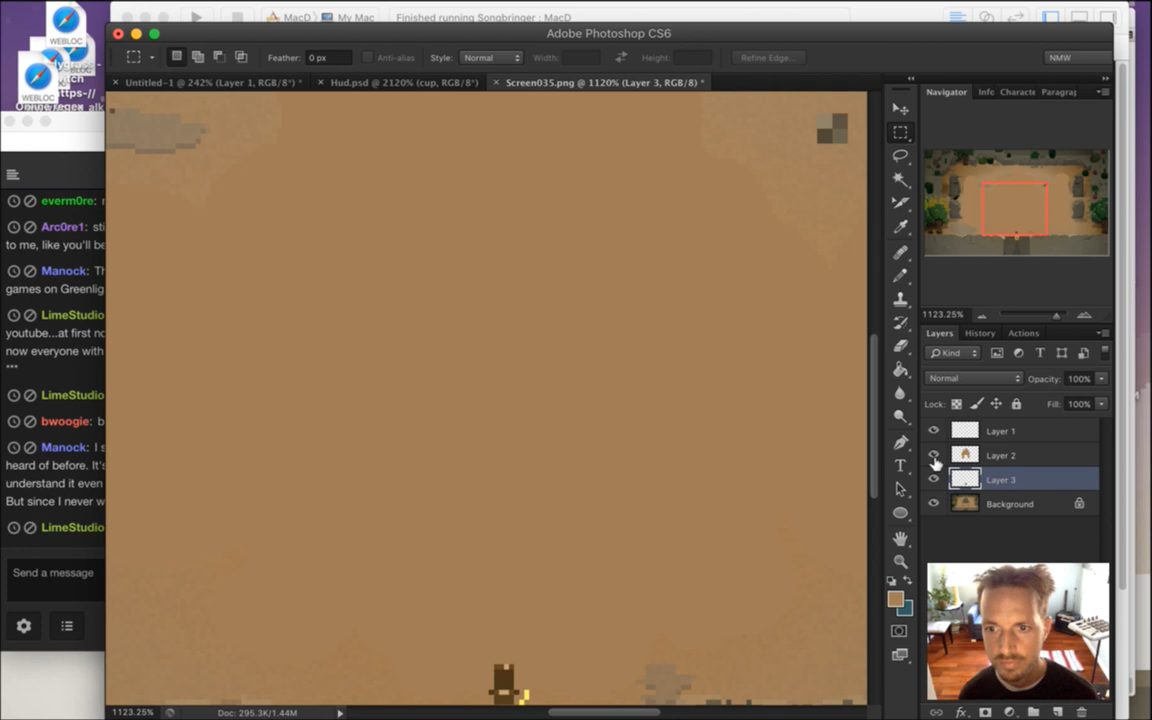 MacD
My Mac
Finished running Songbringer : MacD
WEBLOC
WEBLOC
WEBLOC
Adobe Photoshop CS6
Feather: 0 px
Anti-alias
Style: Normal
Width:
Height:
Refine Edge...
NMW
Untitled-1 @ 242% (Layer 1, RGB/8*) *
Hud.psd @ 2120% (cup, RGB/8*)
Screen035.png @ 1120% (Layer 3, RGB/8) *
Navigator
Info
Characte
Paragrap
1123.25%
Layers
History
Actions
Kind
Normal
Opacity: 100%
Lock:
Fill: 100%
Layer 1
Layer 2
Layer 3
Background
everm0re:
Arc0re1: sti
to me, like you'll be
Manock: Th
games on Greenlig
LimeStudio
youtube...at first no
now everyone with
***
LimeStudio
bwoogie: b
Manock: I s
heard of before. It's
understand it even
But since I never w
LimeStudio
Send a message
1123.25%
Doc: 295.3K/1.44M